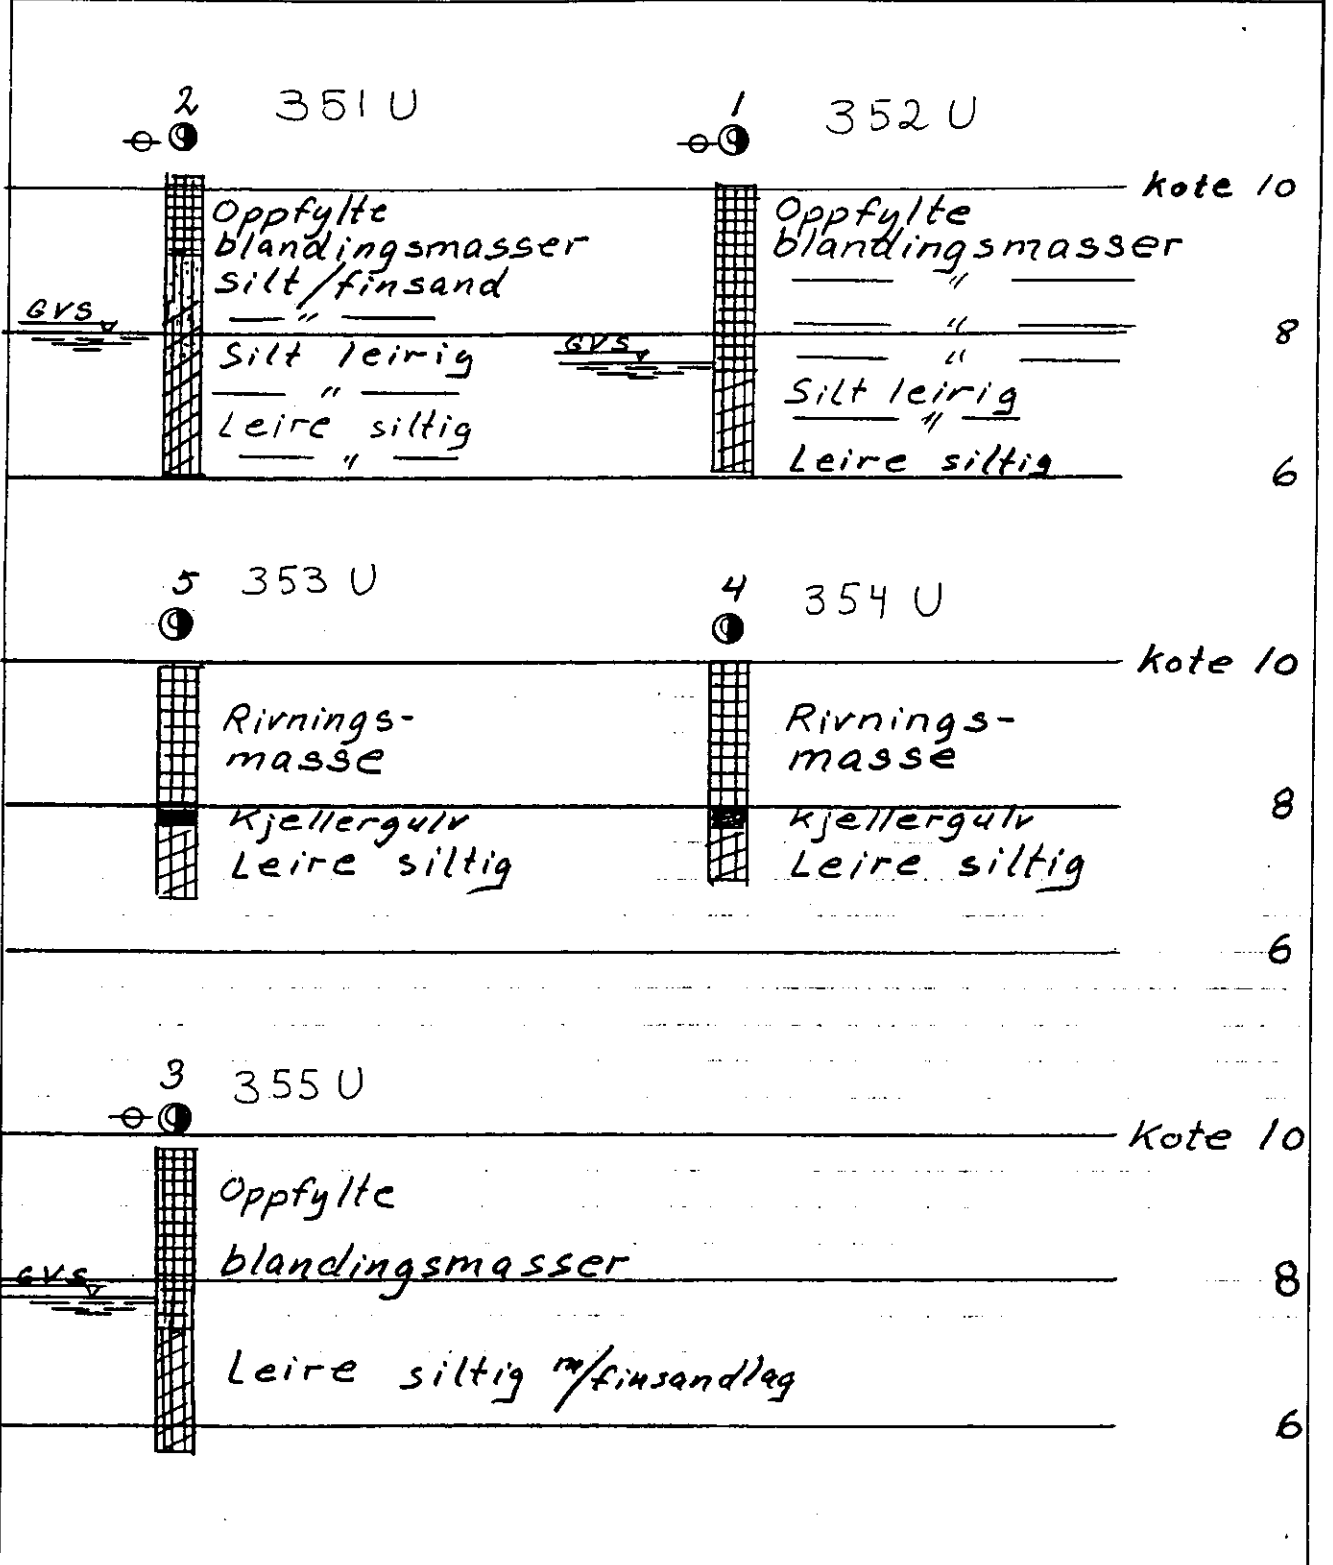 2 351 U
1 352 U
kote 10
Oppfylte
blandingsmasser
Silt/finsand
— " —
Silt leirig
— " —
Leire siltig
— " —
GVS
Oppfylte
blandingsmasser
— " —
— " —
— " —
Silt leirig
— " —
Leire siltig
GVS
8
6
5 353 U
4 354 U
kote 10
Rivnings-
masse
Kjellergulv
Leire siltig
Rivnings-
masse
Kjellergulv
Leire siltig
8
6
3 355 U
Kote 10
Oppfylte
blandingsmasser
GVS
8
Leire siltig m/finsandlag
6